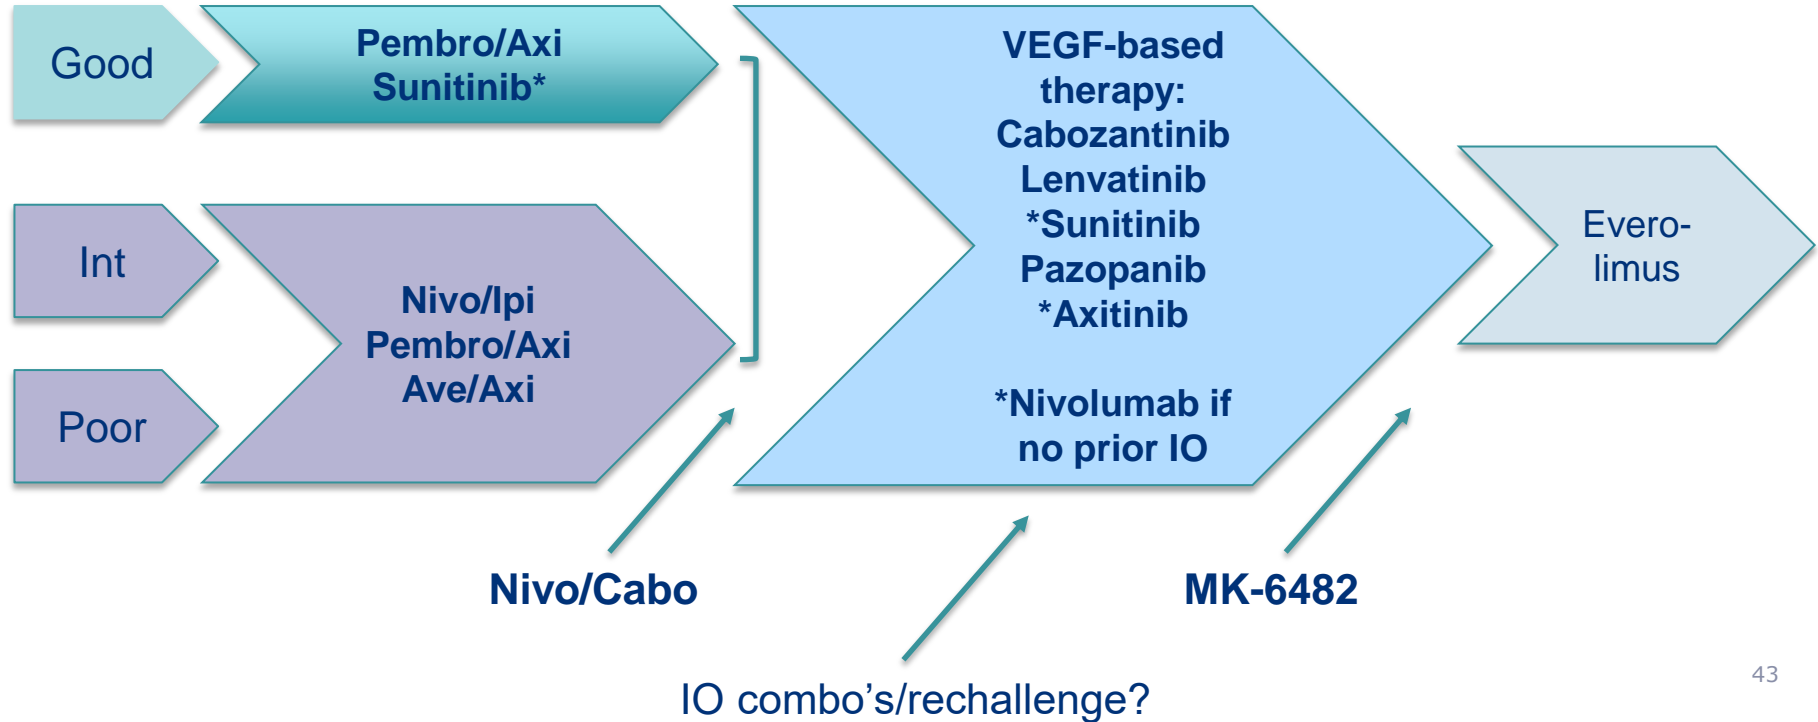 Good
Pembro/Axi
Sunitinib*
Int
Poor
Nivo/Ipi
Pembro/Axi
Ave/Axi
VEGF-based
therapy:
Cabozantinib
Lenvatinib
*Sunitinib
Pazopanib
*Axitinib
*Nivolumab if
no prior IO
Evero-
limus
Nivo/Cabo
MK-6482
IO combo's/rechallenge?
43